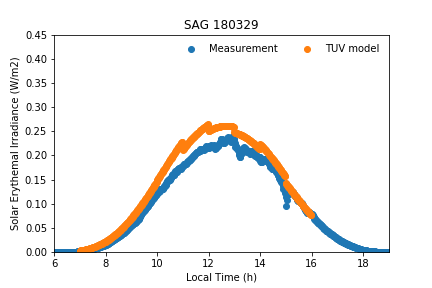 SAG 180329
Measurement
TUV model
Solar Erythemal Irradiance (W/m2)
0.45
0.40
0.35
0.30
0.25
0.20
0.15
0.10
0.05
0.00
6 8 10 12 14 16 18
Local Time (h)